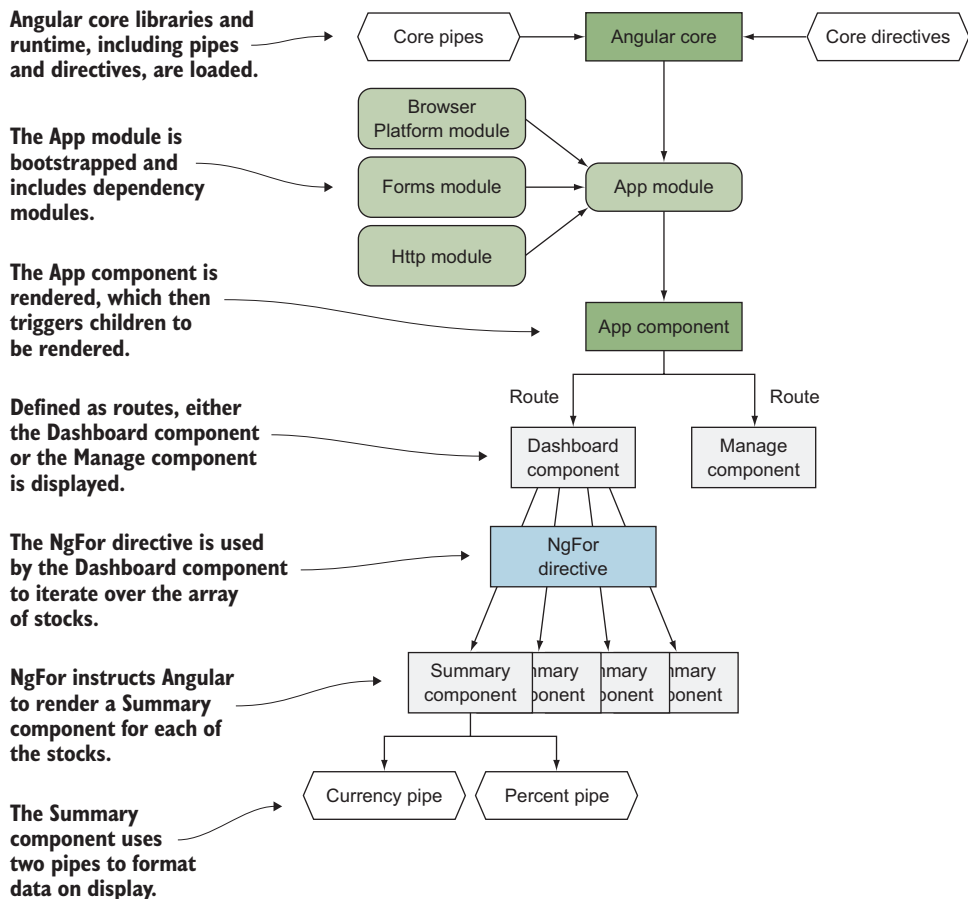 Angular core libraries and
runtime, including pipes
and directives, are loaded.
Core pipes
Angular core
Core directives
Browser
Platform module
The App module is
bootstrapped and
includes dependency
modules.
Forms module
App module
Http module
The App component is
rendered, which then
triggers children to
be rendered.
App component
Route
Route
Defined as routes, either
the Dashboard component
or the Manage component
is displayed.
Dashboard
component
Manage
component
The NgFor directive is used
by the Dashboard component
to iterate over the array
of stocks.
NgFor
directive
NgFor instructs Angular
to render a Summary
component for each of
the stocks.
Summary
component
nmary
ponent
nmary
ponent
nmary
ponent
Currency pipe
Percent pipe
The Summary
component uses
two pipes to format
data on display.